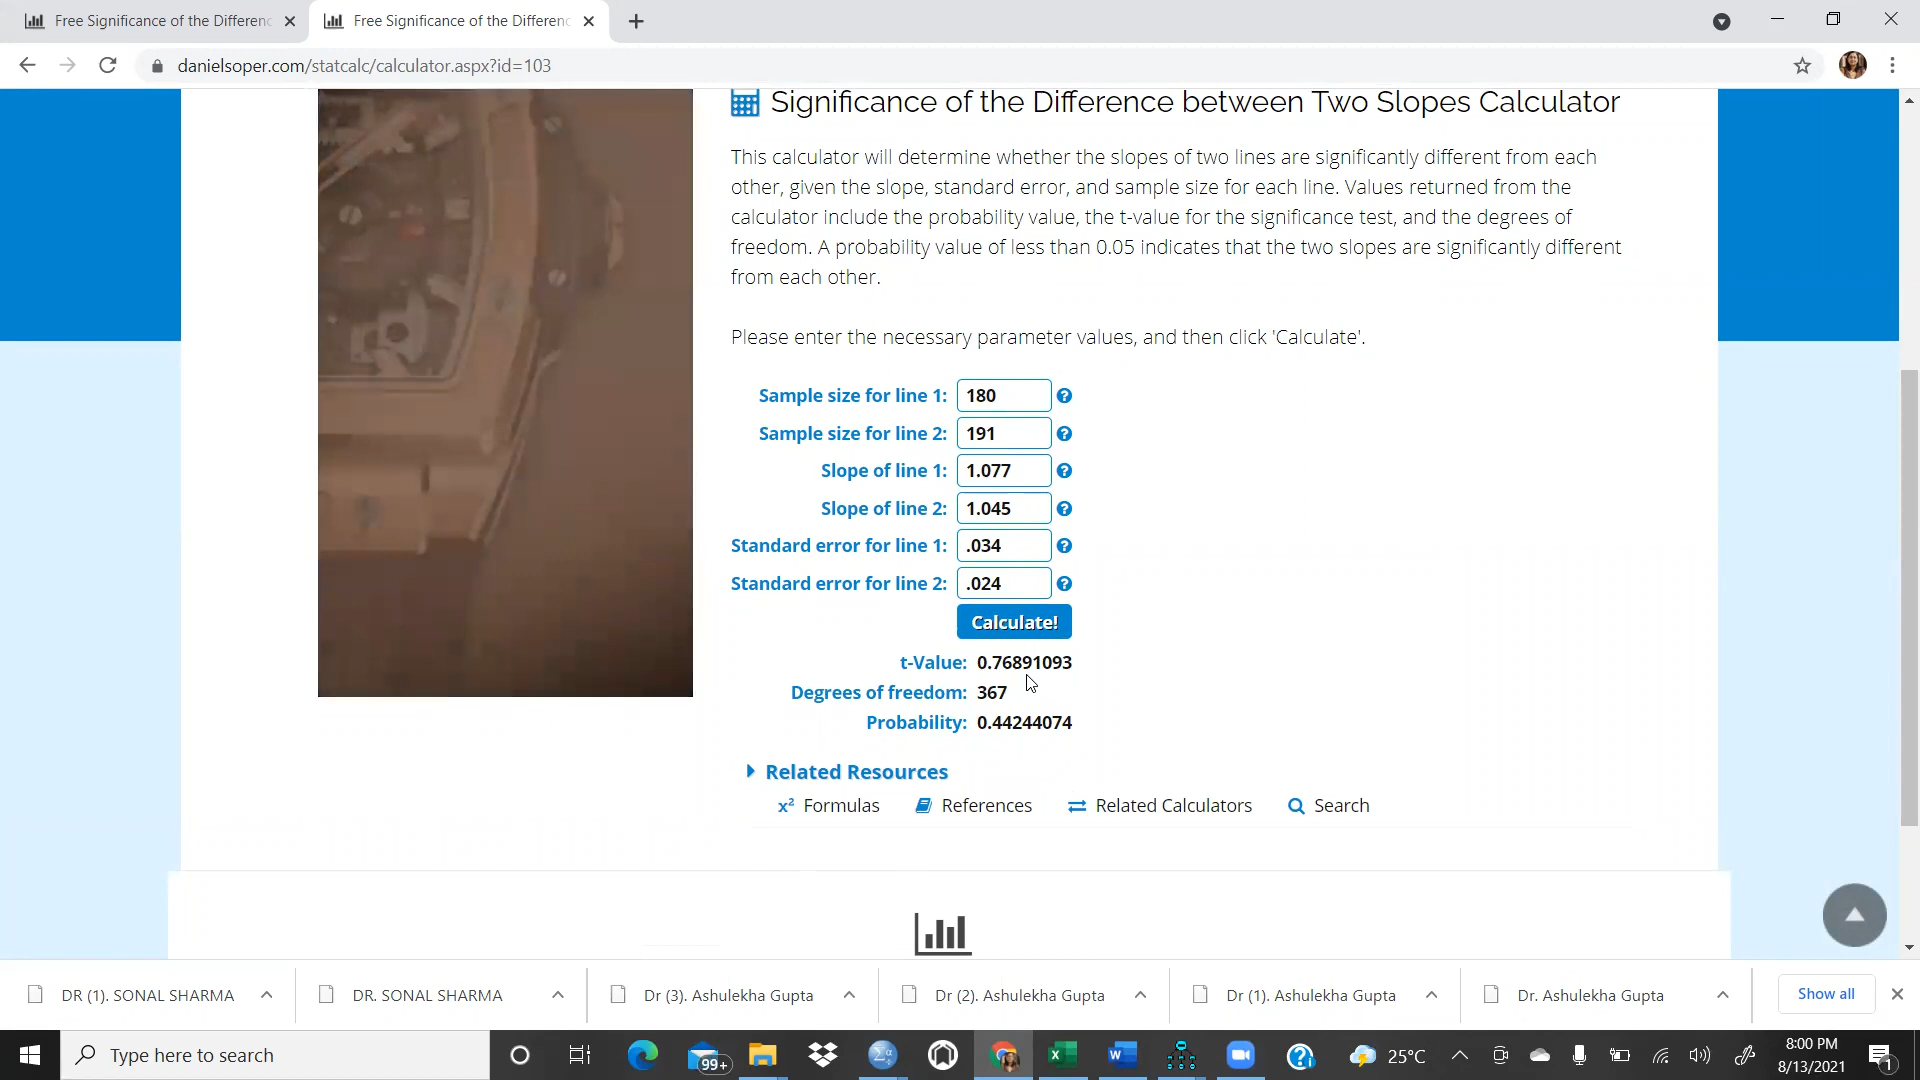 Free Significance of the Differenc
Free Significance of the Differenc
danielsoper.com/statcalc/calculator.aspx?id=103
Significance of the Difference between Two Slopes Calculator
This calculator will determine whether the slopes of two lines are significantly different from each
other, given the slope, standard error, and sample size for each line. Values returned from the
calculator include the probability value, the t-value for the significance test, and the degrees of
freedom. A probability value of less than 0.05 indicates that the two slopes are significantly different
from each other.
Please enter the necessary parameter values, and then click 'Calculate'.
Sample size for line 1: 180
Sample size for line 2: 191
Slope of line 1: 1.077
Slope of line 2: 1.045
Standard error for line 1: .034
Standard error for line 2: .024
Calculate!
t-Value: 0.76891093
Degrees of freedom: 367
Probability: 0.44244074
Related Resources
x² Formulas References Related Calculators Search
DR (1). SONAL SHARMA DR. SONAL SHARMA Dr (3). Ashulekha Gupta Dr (2). Ashulekha Gupta Dr (1). Ashulekha Gupta Dr. Ashulekha Gupta Show all
Type here to search 99+ 25°C 8:00 PM
8/13/2021 1